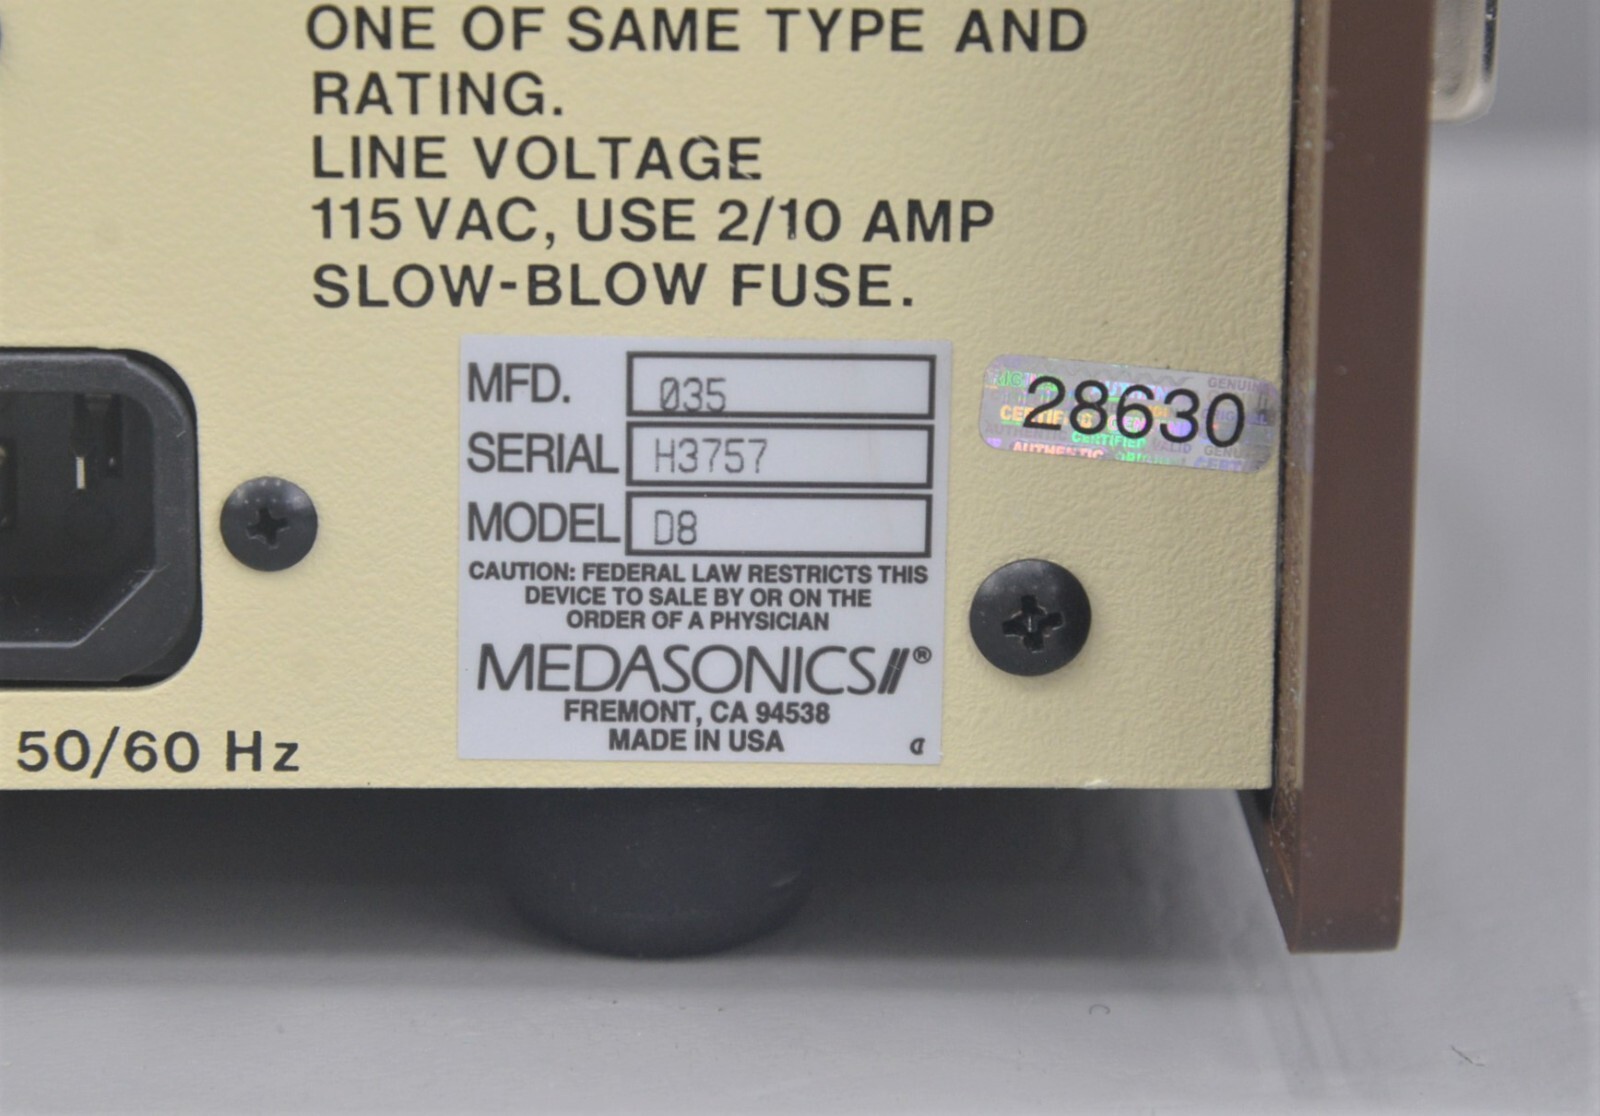 ONE OF SAME TYPE AND
RATING.
LINE VOLTAGE
115 VAC, USE 2/10 AMP
SLOW-BLOW FUSE.
MFD. 035
SERIAL H3757
MODEL D8
CAUTION: FEDERAL LAW RESTRICTS THIS
DEVICE TO SALE BY OR ON THE
ORDER OF A PHYSICIAN
MEDASONICS®
FREMONT, CA 94538
MADE IN USA
28630
50/60 Hz